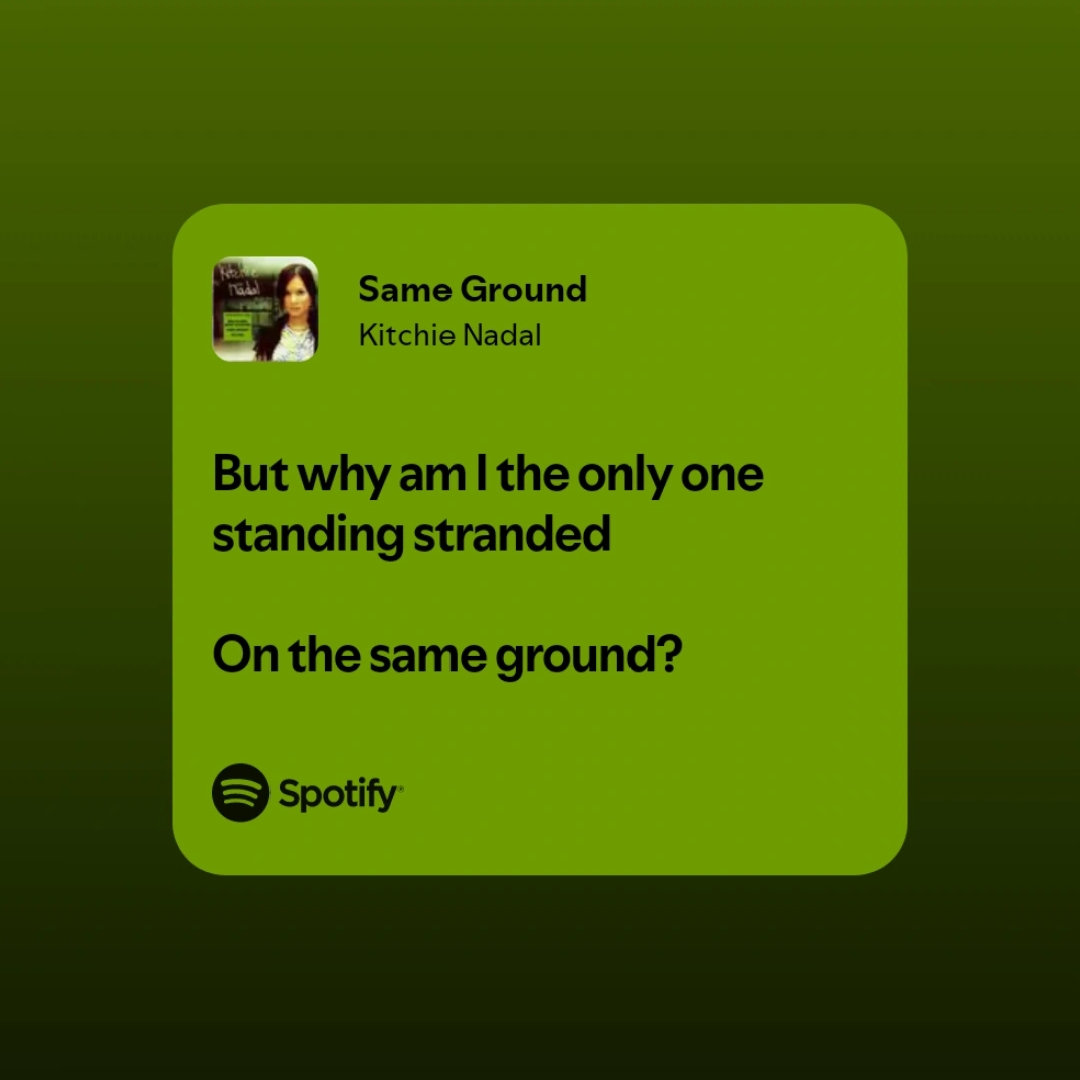 Kitchie
Nadal
Same Ground
Kitchie Nadal
But why am I the only one
standing stranded
On the same ground?
Spotify®